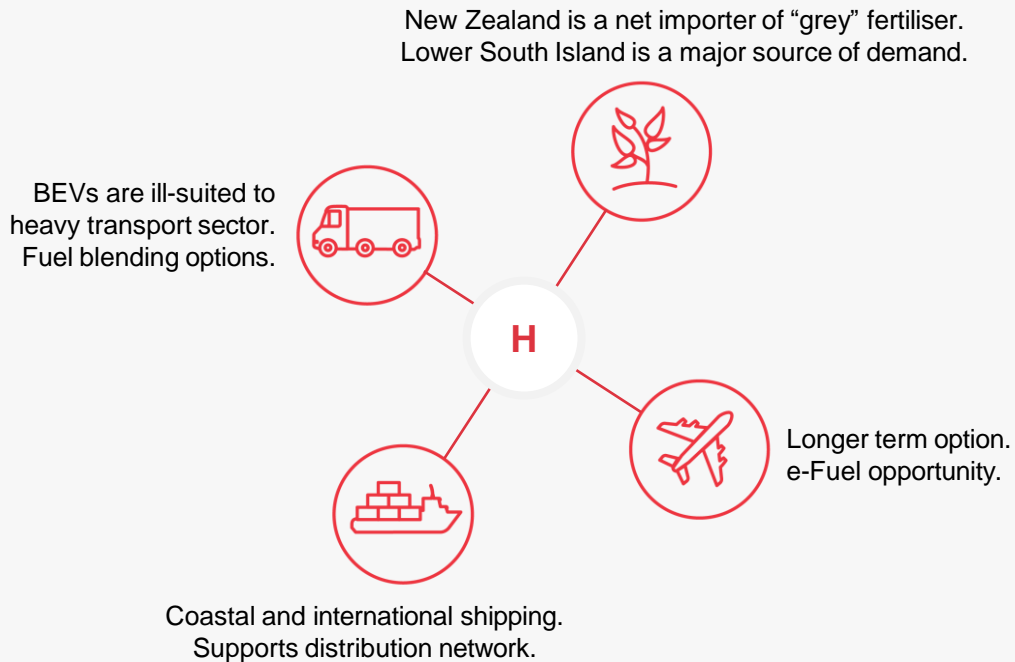 New Zealand is a net importer of “grey” fertiliser.
Lower South Island is a major source of demand.
BEVs are ill-suited to
heavy transport sector.
Fuel blending options.
H
Longer term option.
e-Fuel opportunity.
Coastal and international shipping.
Supports distribution network.